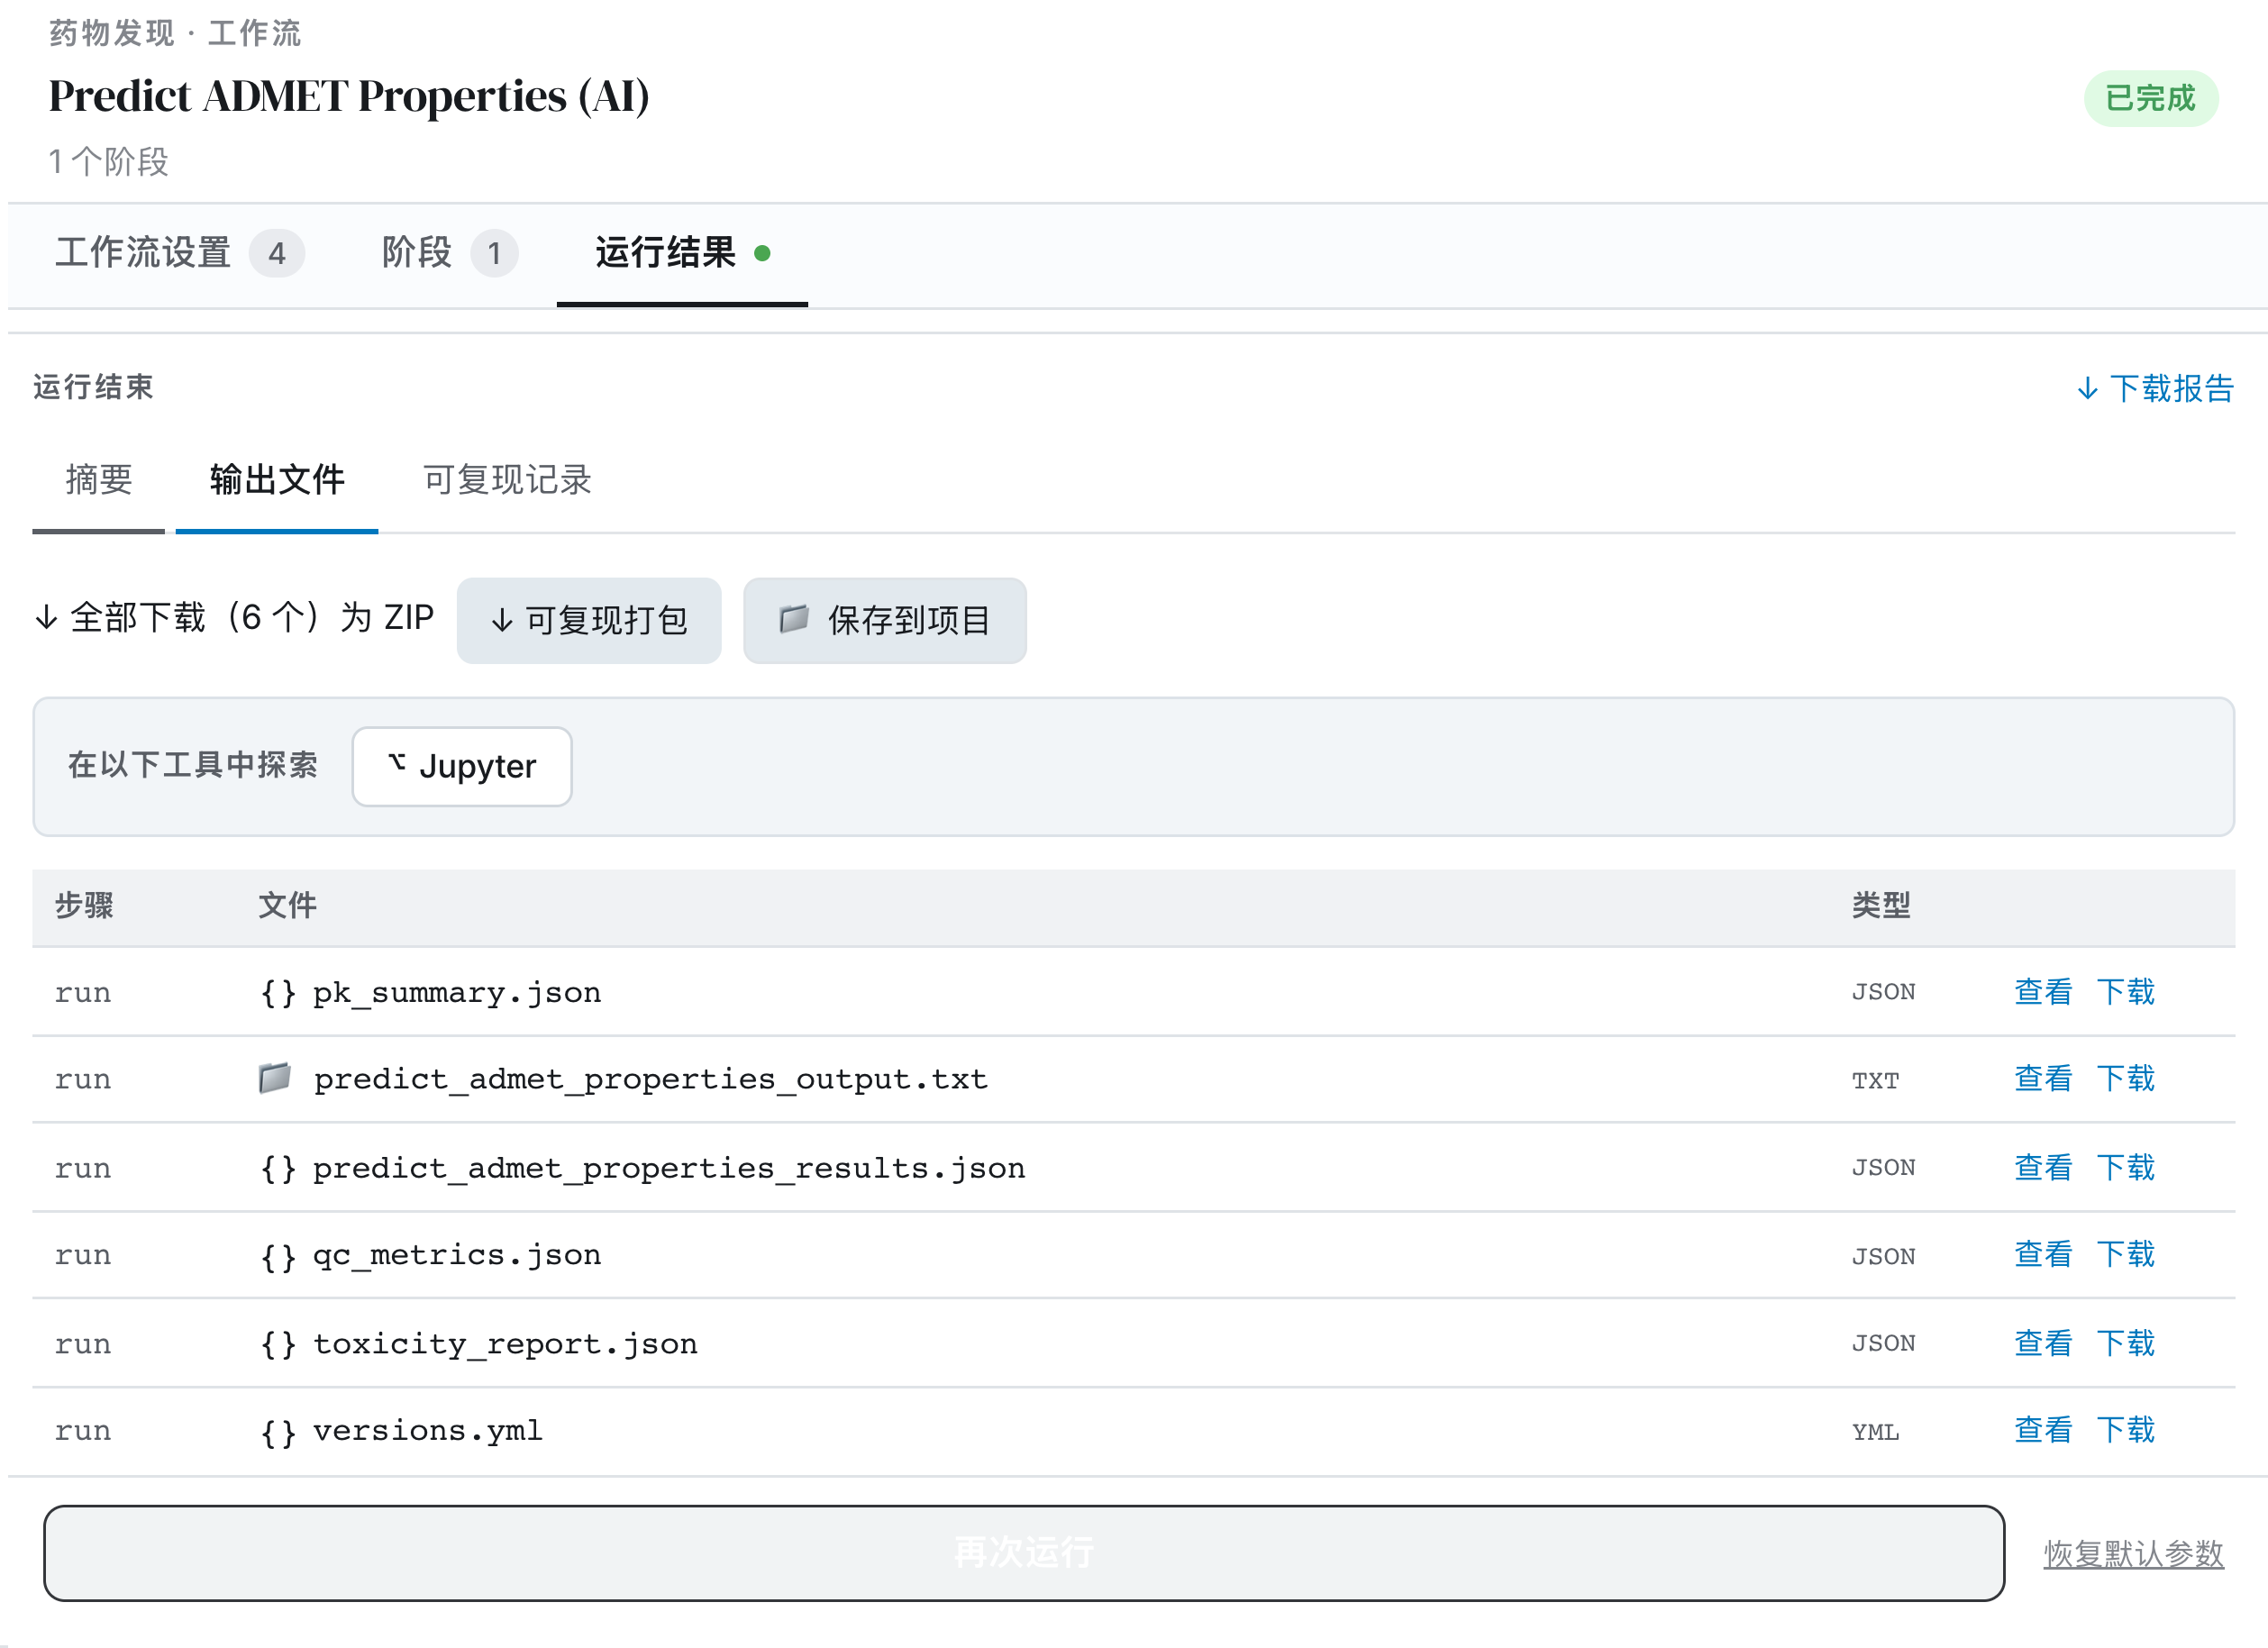 药物发现 · 工作流
Predict ADMET Properties (AI)
已完成
1 个阶段
工作流设置 4 阶段 1 运行结果
运行结束
↓ 下载报告
摘要 输出文件 可复现记录
↓ 全部下载（6 个）为 ZIP ↓ 可复现打包 保存到项目
在以下工具中探索 ⌥ Jupyter
步骤 文件 类型
run {} pk_summary.json JSON 查看 下载
run predict_admet_properties_output.txt TXT 查看 下载
run {} predict_admet_properties_results.json JSON 查看 下载
run {} qc_metrics.json JSON 查看 下载
run {} toxicity_report.json JSON 查看 下载
run {} versions.yml YML 查看 下载
再次运行 恢复默认参数